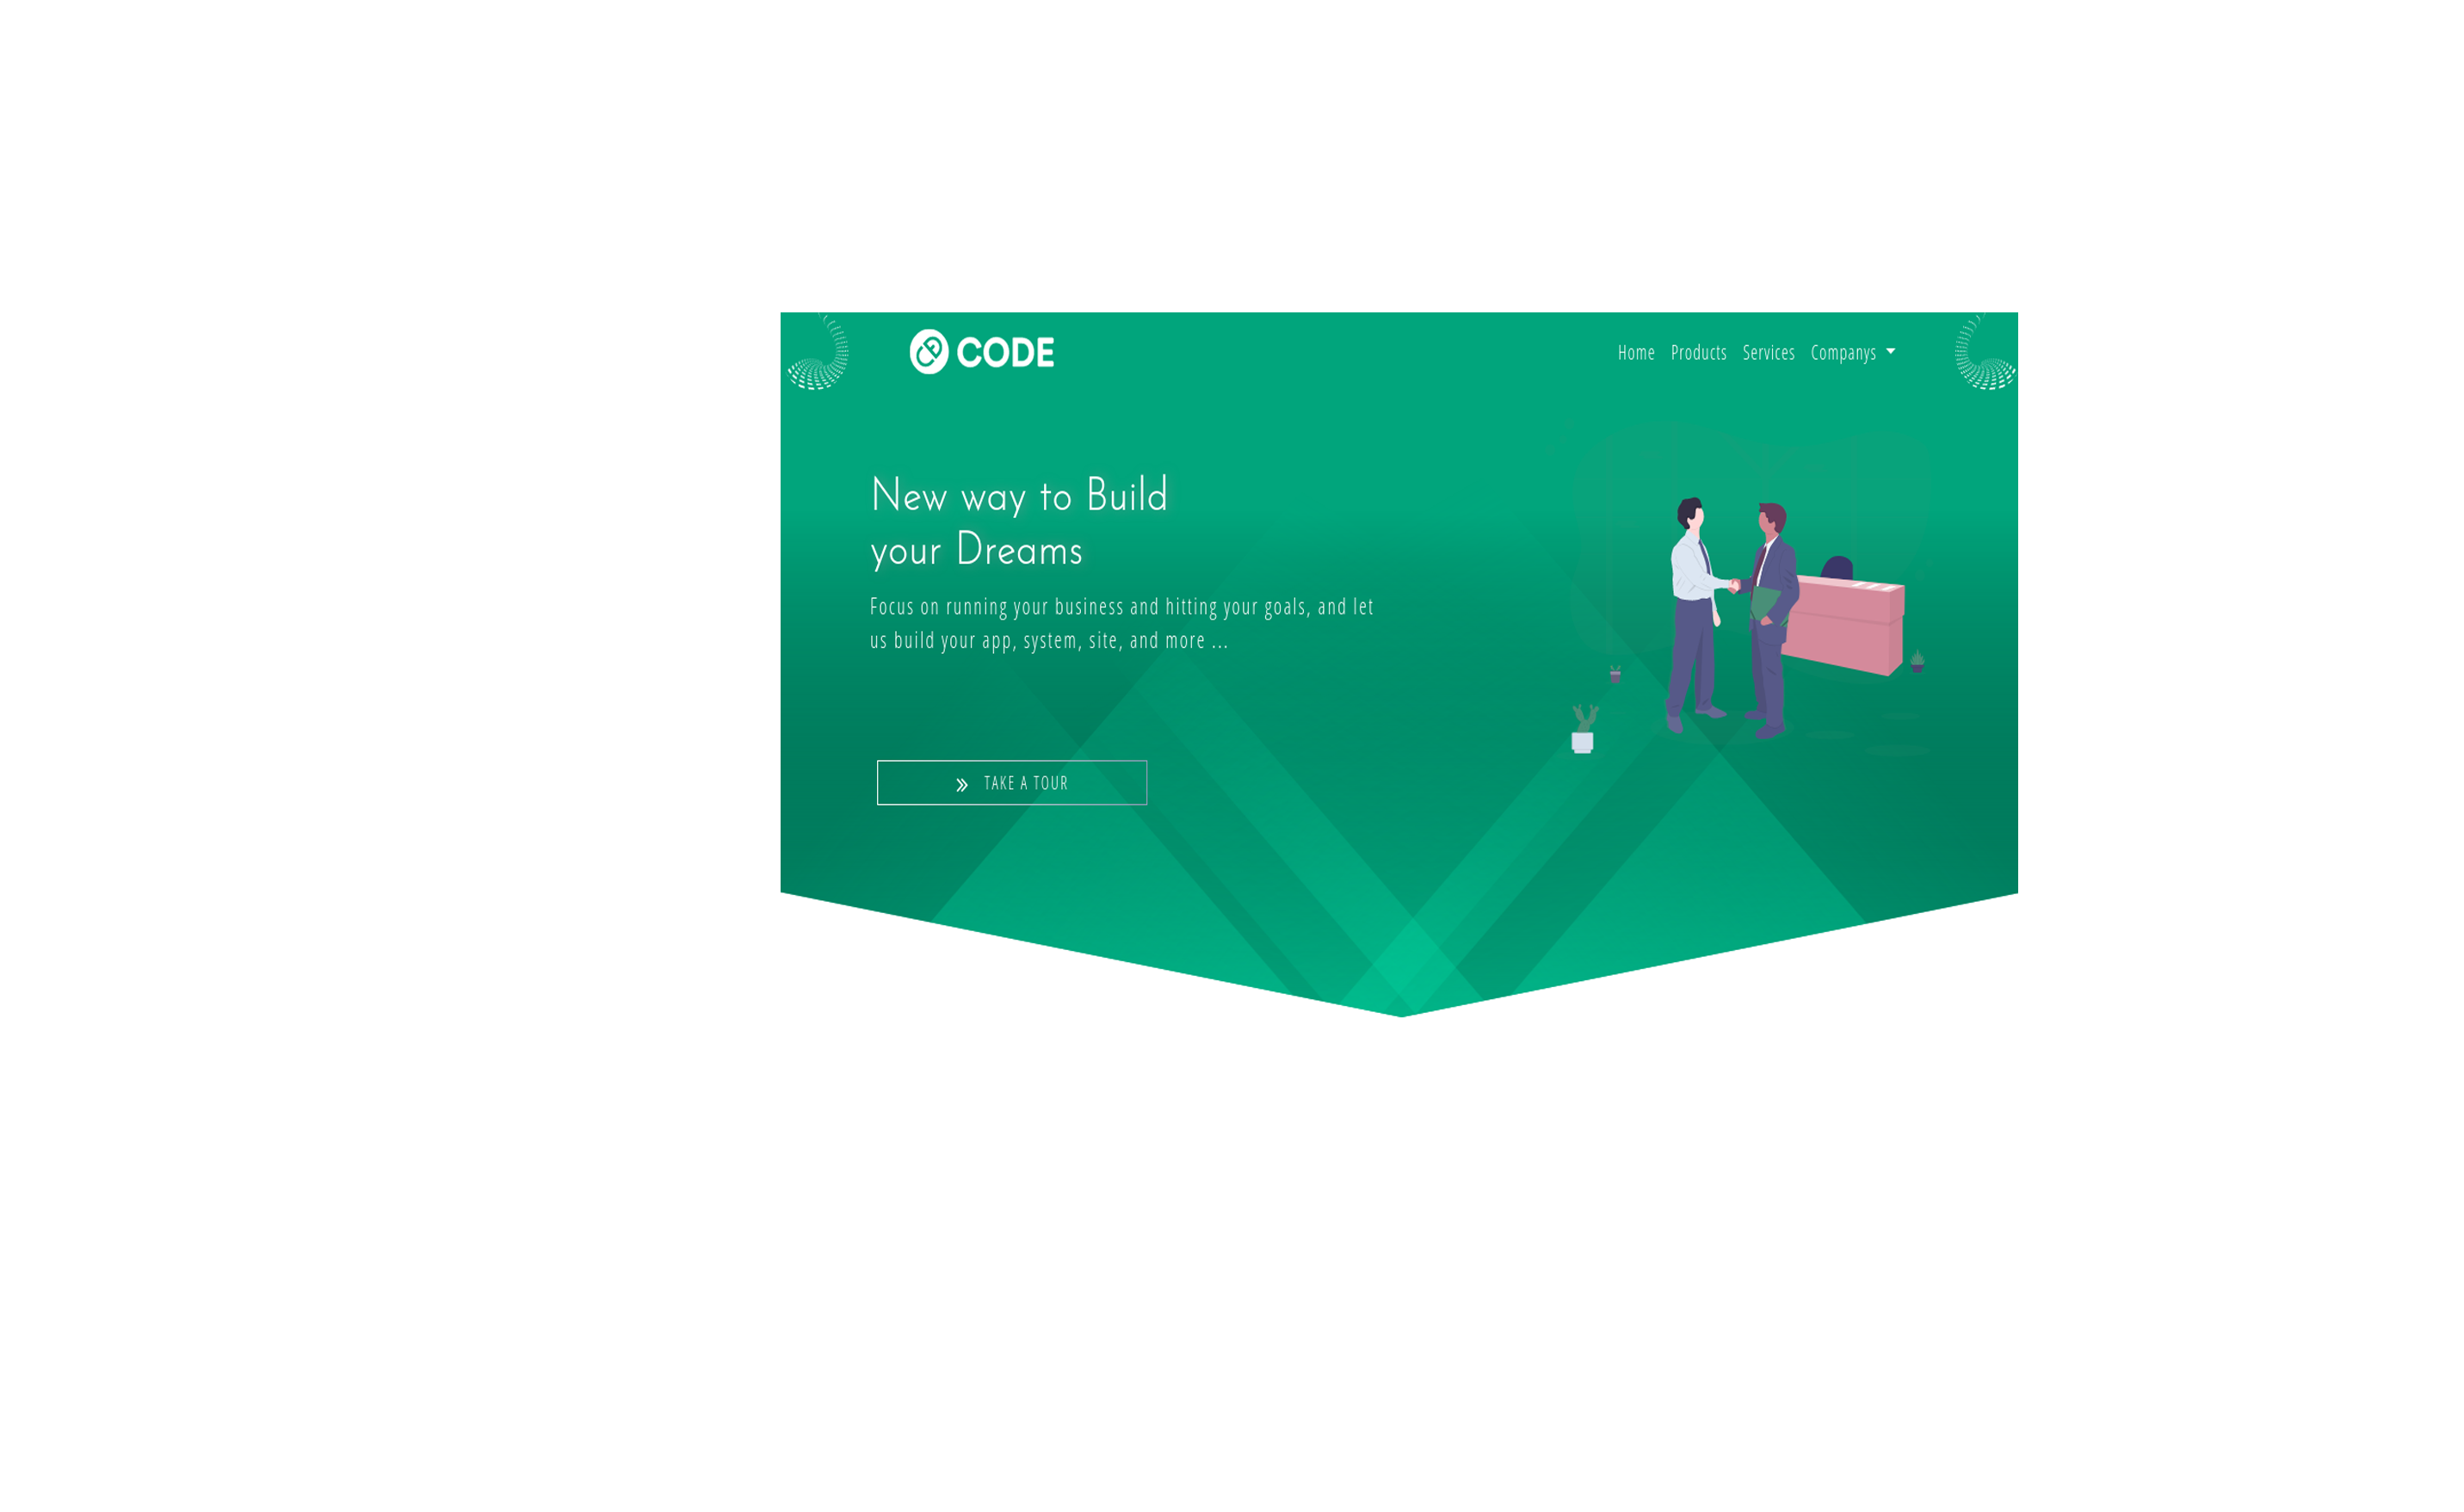 CODE
Home Products Services Companys
New way to Build
your Dreams
Focus on running your business and hitting your goals, and let
us build your app, system, site, and more ...
TAKE A TOUR